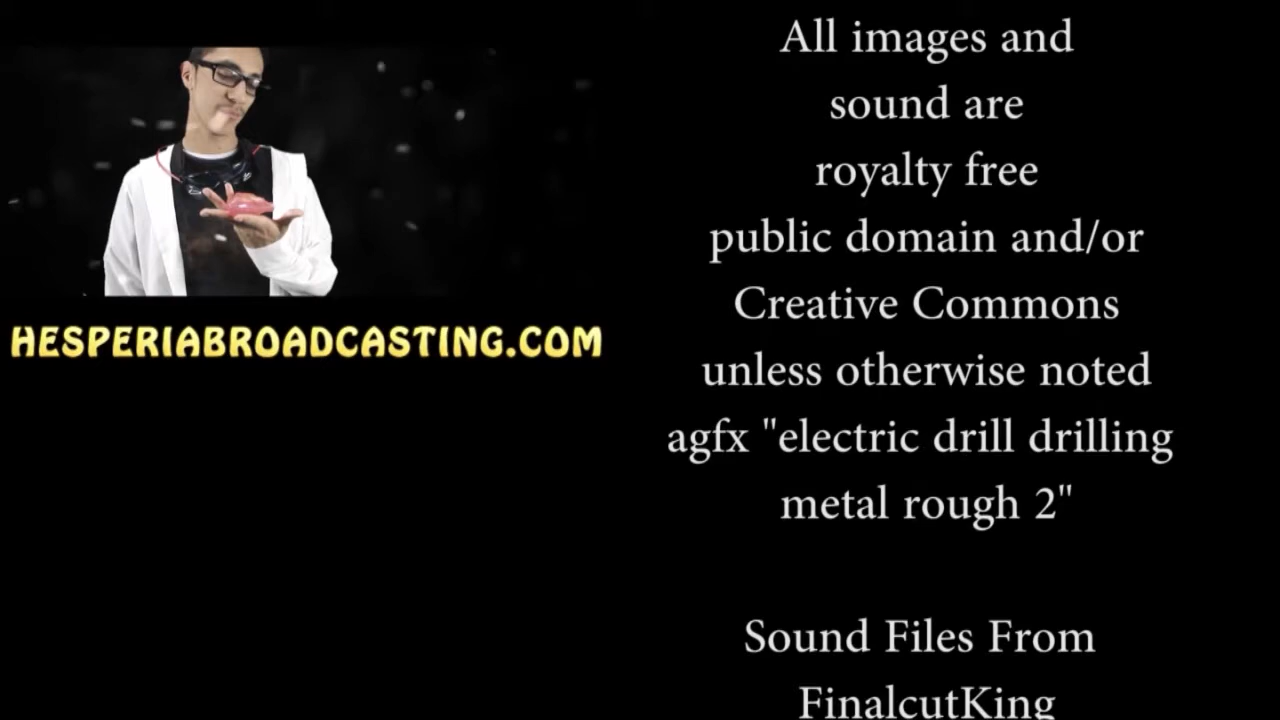 HESPERIABROADCASTING.COM
All images and
sound are
royalty free
public domain and/or
Creative Commons
unless otherwise noted
agfx "electric drill drilling
metal rough 2"
Sound Files From
FinalcutKing